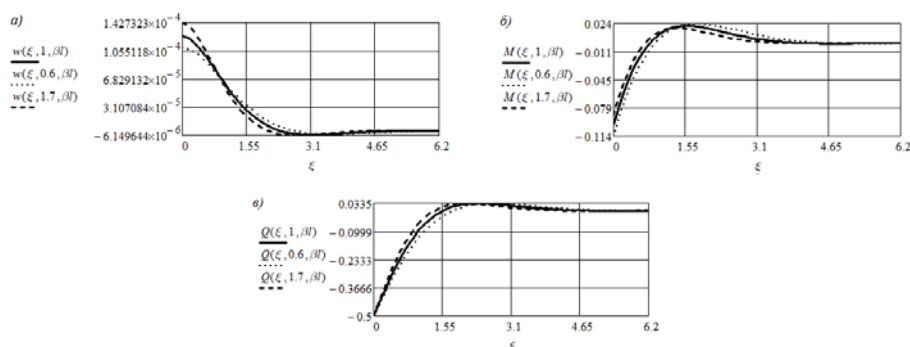 а)
1.427323×10⁻⁴
1.055118×10⁻⁴
6.829132×10⁻⁵
3.107084×10⁻⁵
−6.149644×10⁻⁶
w(ξ,1,βl)
w(ξ,0.6,βl)
w(ξ,1.7,βl)
0 1.55 3.1 4.65 6.2
ξ
б)
0.024
−0.011
−0.045
−0.079
−0.114
M(ξ,1,βl)
M(ξ,0.6,βl)
M(ξ,1.7,βl)
0 1.55 3.1 4.65 6.2
ξ
в)
0.0335
−0.0999
−0.2333
−0.3666
−0.5
Q(ξ,1,βl)
Q(ξ,0.6,βl)
Q(ξ,1.7,βl)
0 1.55 3.1 4.65 6.2
ξ